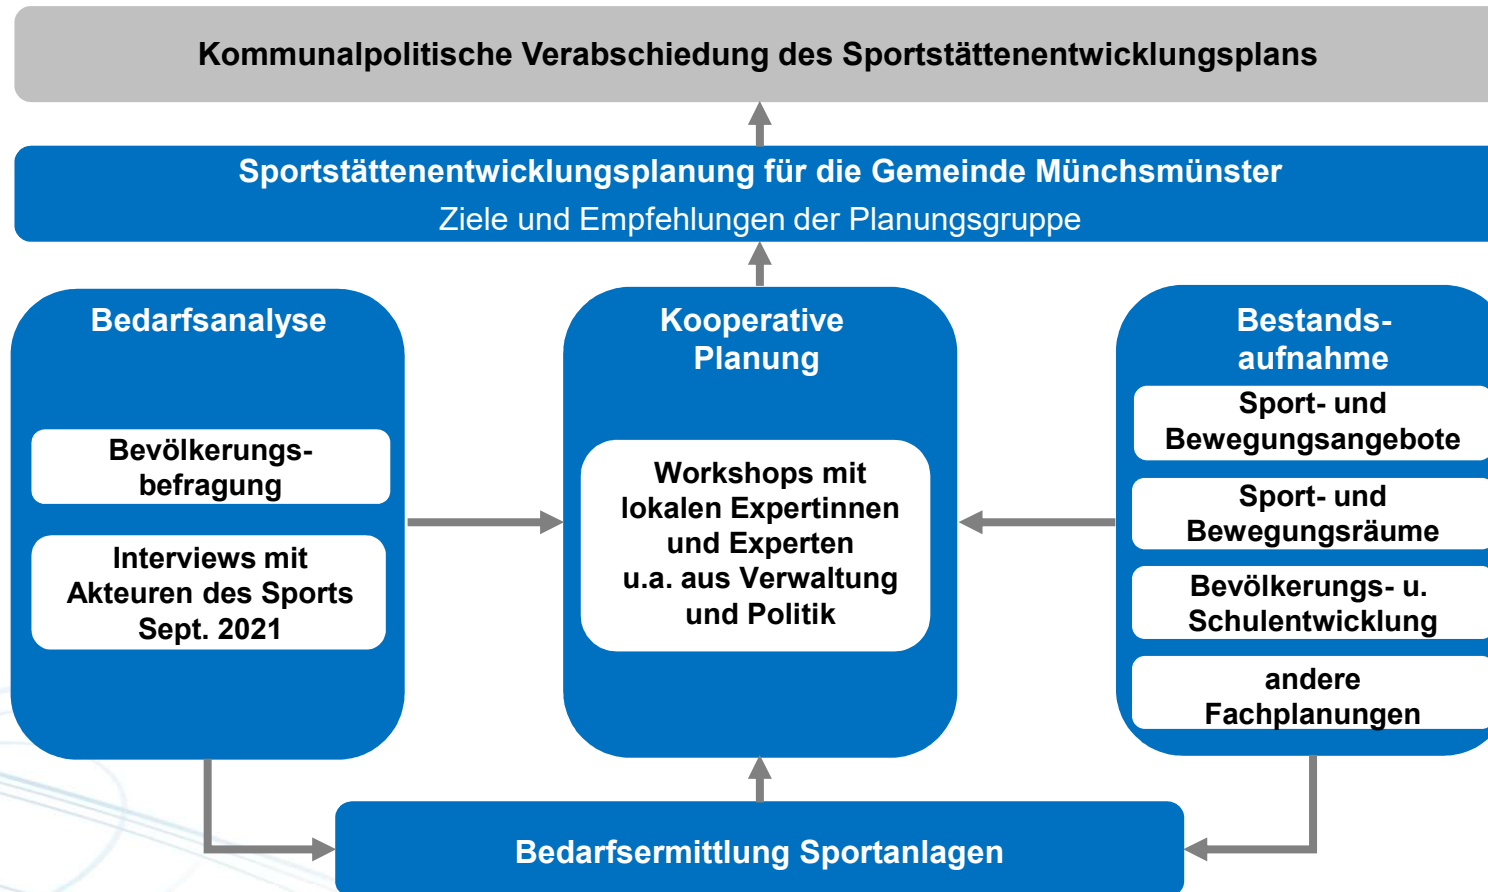 Kommunalpolitische Verabschiedung des Sportstättenentwicklungsplans
Sportstättenentwicklungsplanung für die Gemeinde Münchsmünster
Ziele und Empfehlungen der Planungsgruppe
Bedarfsanalyse
Bevölkerungs-
befragung
Interviews mit
Akteuren des Sports
Sept. 2021
Kooperative
Planung
Workshops mit
lokalen Expertinnen
und Experten
u.a. aus Verwaltung
und Politik
Bestands-
aufnahme
Sport- und
Bewegungsangebote
Sport- und
Bewegungsräume
Bevölkerungs- u.
Schulentwicklung
andere
Fachplanungen
Bedarfsermittlung Sportanlagen